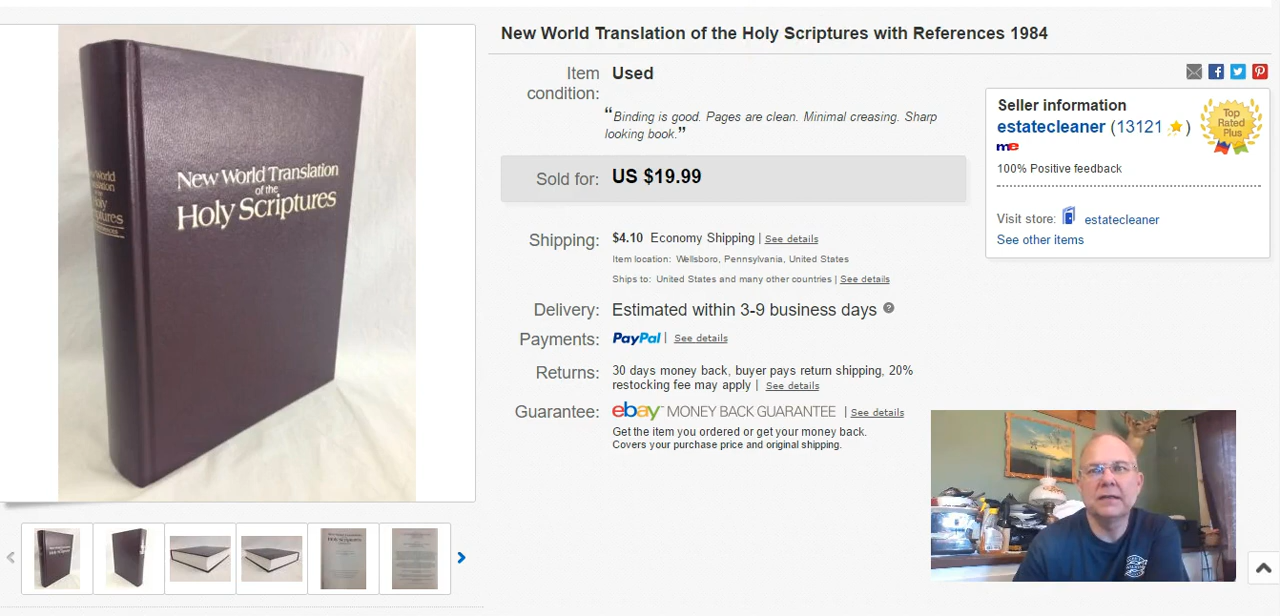 New World Translation of the Holy Scriptures with References 1984
New World Translation
of the
Holy Scriptures
Item condition: Used
“Binding is good. Pages are clean. Minimal creasing. Sharp
looking book.”
Sold for: US $19.99
Shipping: $4.10 Economy Shipping | See details
Item location: Wellsboro, Pennsylvania, United States
Ships to: United States and many other countries | See details
Delivery: Estimated within 3-9 business days
Payments: PayPal | See details
Returns: 30 days money back, buyer pays return shipping, 20%
restocking fee may apply | See details
Guarantee: ebay MONEY BACK GUARANTEE | See details
Get the item you ordered or get your money back.
Covers your purchase price and original shipping.
Seller information
estatecleaner (13121)
me
100% Positive feedback
Top
Rated
Plus
Visit store: estatecleaner
See other items